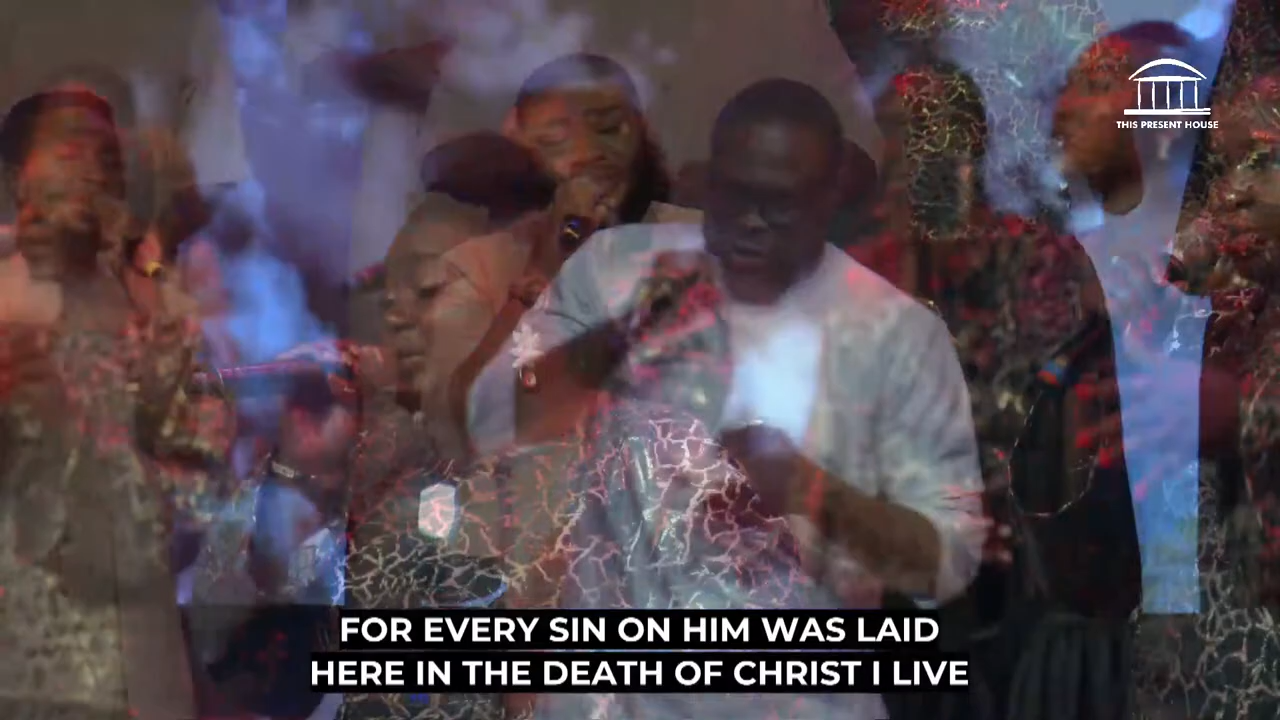 THIS PRESENT HOUSE
FOR EVERY SIN ON HIM WAS LAID
HERE IN THE DEATH OF CHRIST I LIVE